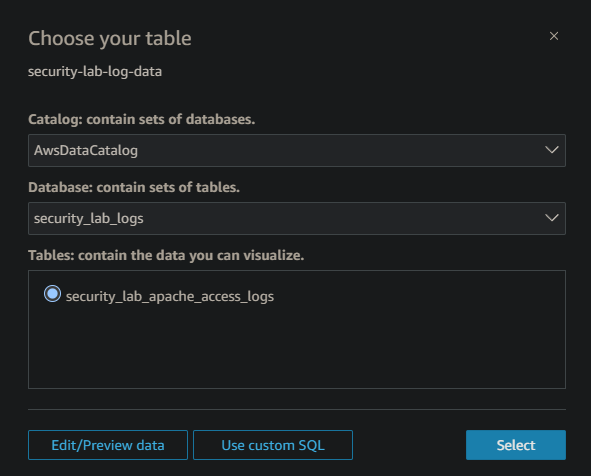 Choose your table
security-lab-log-data
Catalog: contain sets of databases.
AwsDataCatalog
Database: contain sets of tables.
security_lab_logs
Tables: contain the data you can visualize.
security_lab_apache_access_logs
Edit/Preview data Use custom SQL Select